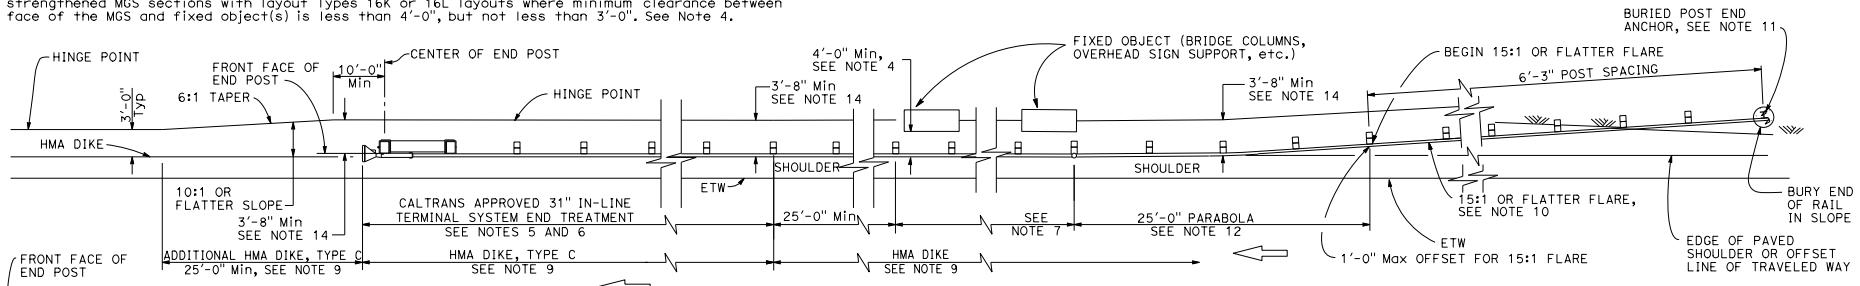 strengthened MGS sections with layout Types 16K or 16L layouts where minimum clearance between
face of the MGS and fixed object(s) is less than 4'-0", but not less than 3'-0". See Note 4.
BURIED POST END
ANCHOR, SEE NOTE 11
HINGE POINT
CENTER OF END POST
FIXED OBJECT (BRIDGE COLUMNS,
OVERHEAD SIGN SUPPORT, etc.)
BEGIN 15:1 OR FLATTER FLARE
4'-0" Min,
SEE NOTE 4
FRONT FACE OF
END POST
10'-0"
Min
6'-3" POST SPACING
6:1 TAPER
3'-0"
Typ
HINGE POINT
3'-8" Min
SEE NOTE 14
3'-8" Min
SEE NOTE 14
HMA DIKE
SHOULDER
SHOULDER
ETW
10:1 OR
FLATTER SLOPE
3'-8" Min
SEE NOTE 14
CALTRANS APPROVED 31" IN-LINE
TERMINAL SYSTEM END TREATMENT
SEE NOTES 5 AND 6
25'-0" Min
SEE
NOTE 7
25'-0" PARABOLA
SEE NOTE 12
15:1 OR FLATTER FLARE,
SEE NOTE 10
BURY END
OF RAIL
IN SLOPE
ETW
EDGE OF PAVED
SHOULDER OR OFFSET
LINE OF TRAVELED WAY
1'-0" Max OFFSET FOR 15:1 FLARE
ADDITIONAL HMA DIKE, TYPE C
25'-0" Min, SEE NOTE 9
HMA DIKE, TYPE C
SEE NOTE 9
HMA DIKE
SEE NOTE 9
FRONT FACE OF
END POST